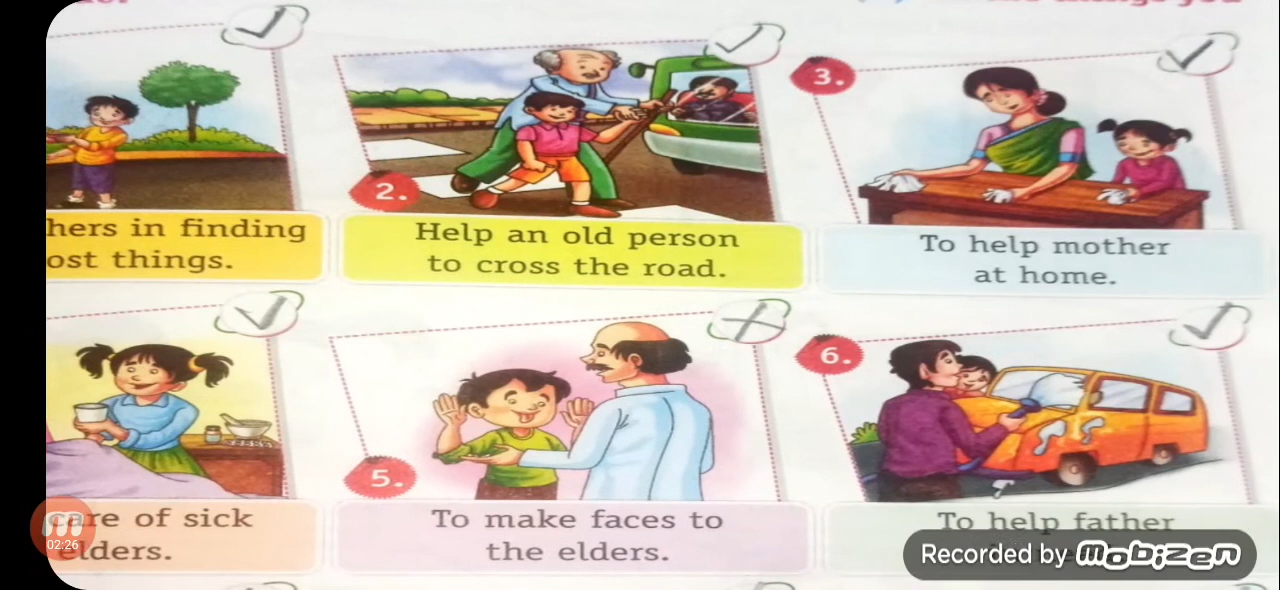 2.
3.
hers in finding
ost things.
Help an old person
to cross the road.
To help mother
at home.
5.
6.
care of sick
elders.
To make faces to
the elders.
To help father
02:26
Recorded by mobizen